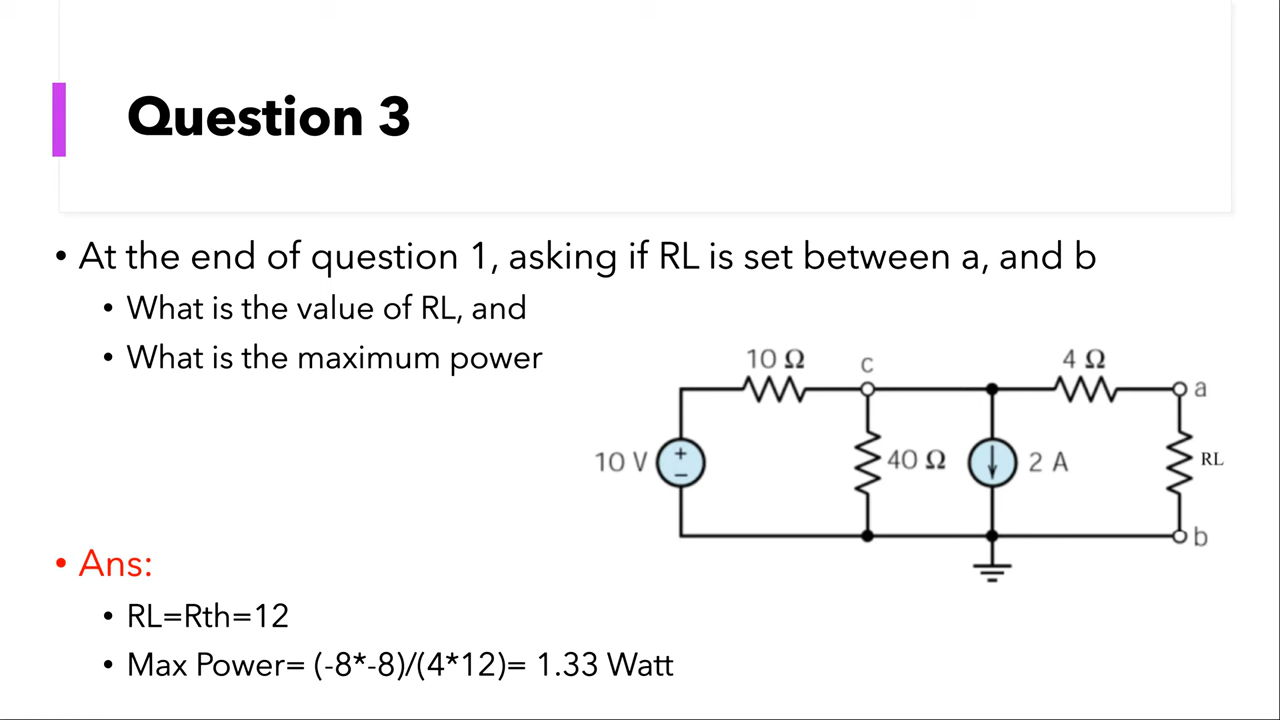 Question 3
• At the end of question 1, asking if RL is set between a, and b
• What is the value of RL, and
• What is the maximum power
10 Ω
c
4 Ω
a
10 V
+
−
40 Ω
2 A
RL
b
• Ans:
• RL=Rth=12
• Max Power= (-8*-8)/(4*12)= 1.33 Watt